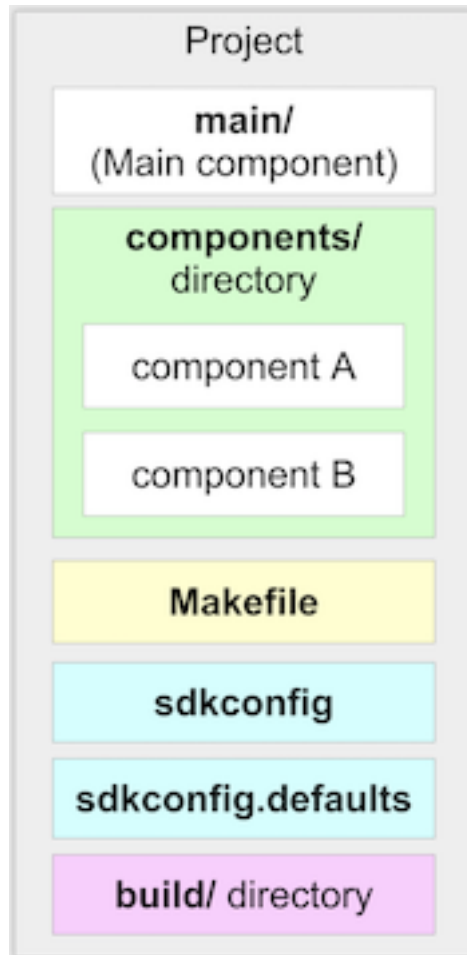 Project
main/
(Main component)
components/
directory
component A
component B
Makefile
sdkconfig
sdkconfig.defaults
build/ directory